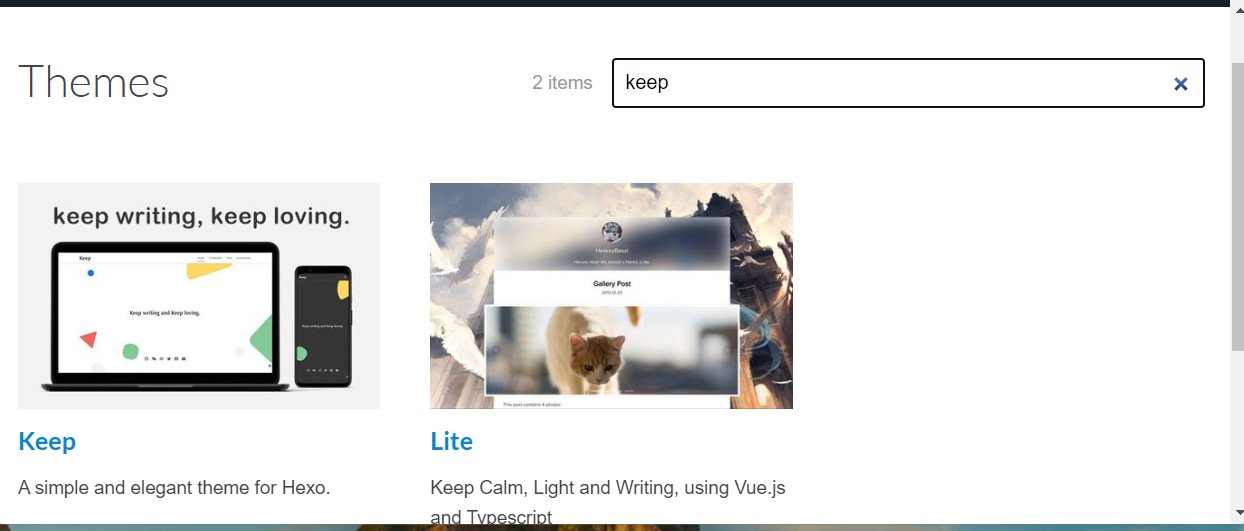 Themes
2 items
keep
keep writing, keep loving.
Keep
Keep writing and Keep loving.
Keep writing and Keep loving
HeskeyBaozi
Gallery Post
2015-12-25
This post contains 4 photos:
Keep
Lite
A simple and elegant theme for Hexo.
Keep Calm, Light and Writing, using Vue.js
and Typescript